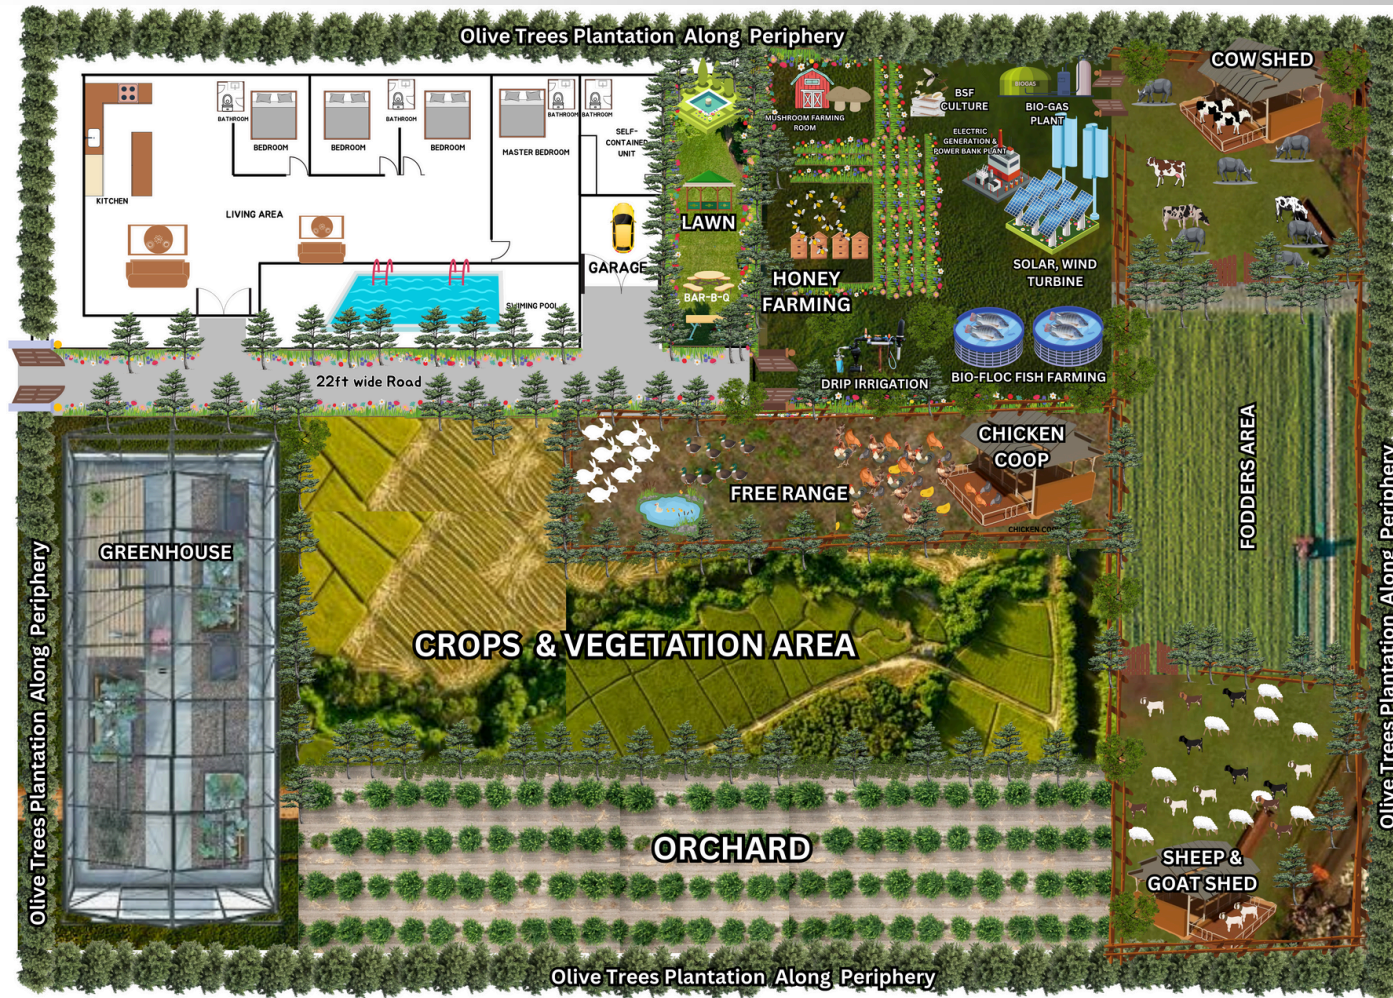 Olive Trees Plantation Along Periphery
COW SHED
BATHROOM
BATHROOM
BATHROOM
BATHROOM
BEDROOM
BEDROOM
BEDROOM
MASTER BEDROOM
SELF-
CONTAINED
UNIT
KITCHEN
LIVING AREA
GARAGE
SWIMING POOL
LAWN
BAR-B-Q
MUSHROOM FARMING
ROOM
BSF
CULTURE
BIOGAS
BIO-GAS
PLANT
ELECTRIC
GENERATION &
POWER BANK PLANT
HONEY
FARMING
SOLAR, WIND
TURBINE
DRIP IRRIGATION
BIO-FLOC FISH FARMING
22ft wide Road
CHICKEN
COOP
FREE RANGE
CHICKEN COOP
FODDERS AREA
GREENHOUSE
CROPS & VEGETATION AREA
ORCHARD
SHEEP &
GOAT SHED
Olive Trees Plantation Along Periphery
Olive Trees Plantation Along Periphery
Olive Trees Plantation Along Periphery